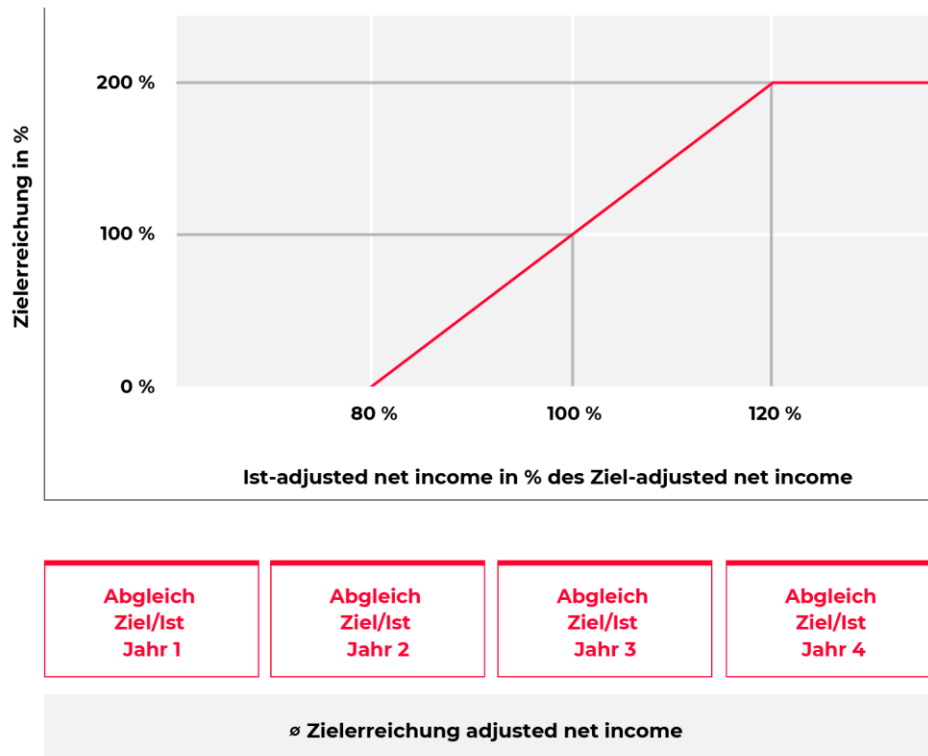 Zielerreichung in %
200 %
100 %
0 %
80 %
100 %
120 %
Ist-adjusted net income in % des Ziel-adjusted net income
Abgleich
Ziel/Ist
Jahr 1
Abgleich
Ziel/Ist
Jahr 2
Abgleich
Ziel/Ist
Jahr 3
Abgleich
Ziel/Ist
Jahr 4
ø Zielerreichung adjusted net income